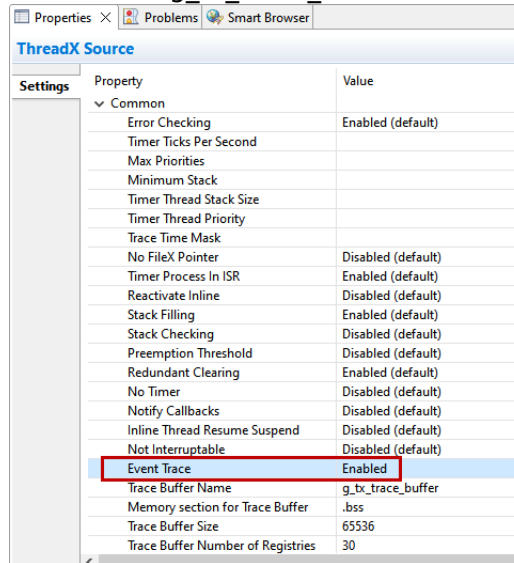 Properties Problems Smart Browser
ThreadX Source
Settings
Property Value
Common
Error Checking Enabled (default)
Timer Ticks Per Second
Max Priorities
Minimum Stack
Timer Thread Stack Size
Timer Thread Priority
Trace Time Mask
No FileX Pointer Disabled (default)
Timer Process In ISR Enabled (default)
Reactivate Inline Disabled (default)
Stack Filling Enabled (default)
Stack Checking Disabled (default)
Preemption Threshold Disabled (default)
Redundant Clearing Enabled (default)
No Timer Disabled (default)
Notify Callbacks Disabled (default)
Inline Thread Resume Suspend Disabled (default)
Not Interruptable Disabled (default)
Event Trace Enabled
Trace Buffer Name g_tx_trace_buffer
Memory section for Trace Buffer .bss
Trace Buffer Size 65536
Trace Buffer Number of Registries 30